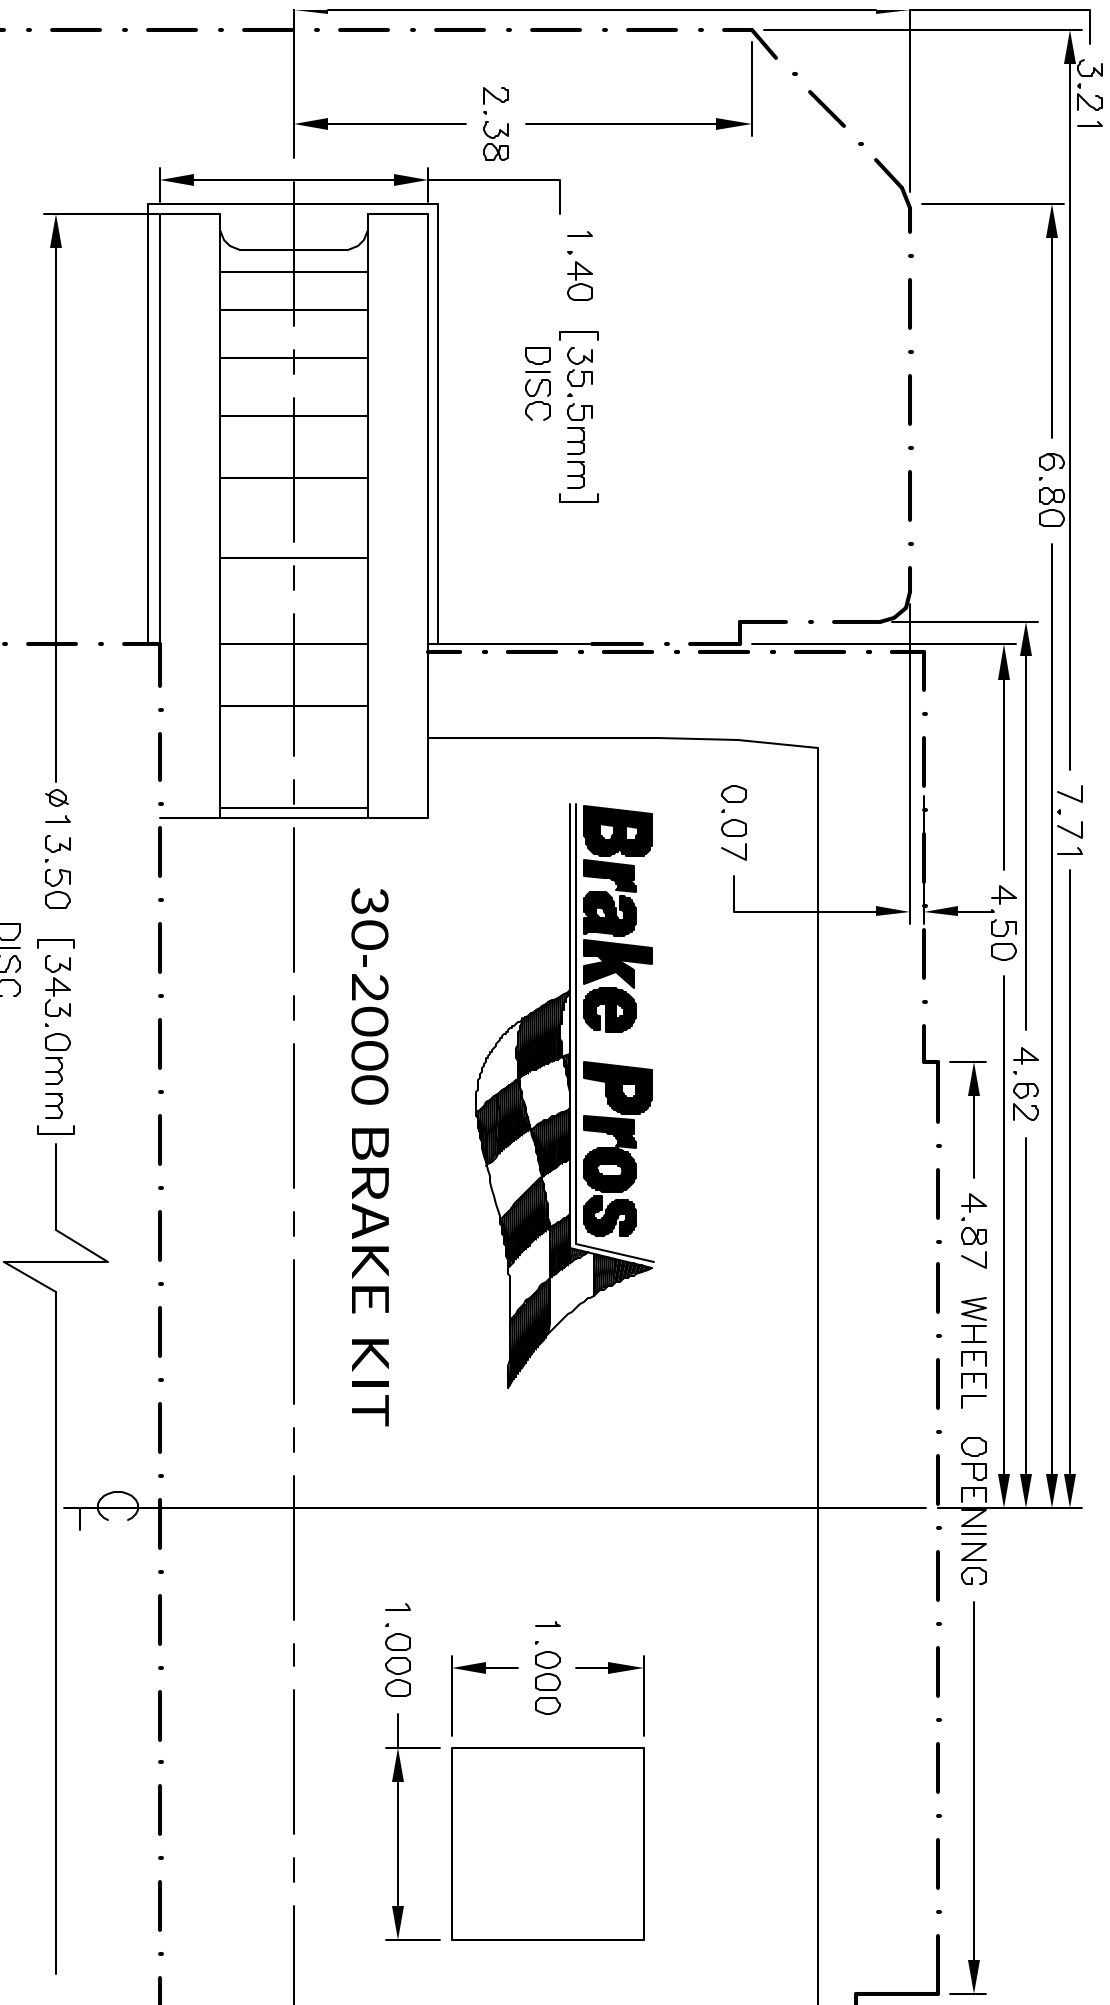 3.21
7.71
6.80
4.62
4.50
4.87 WHEEL OPENING
0.07
2.38
1.40 [35.5mm]
DISC
Brake Pros
30-2000 BRAKE KIT
1.000
1.000
CL
ø13.50 [343.0mm]
DISC